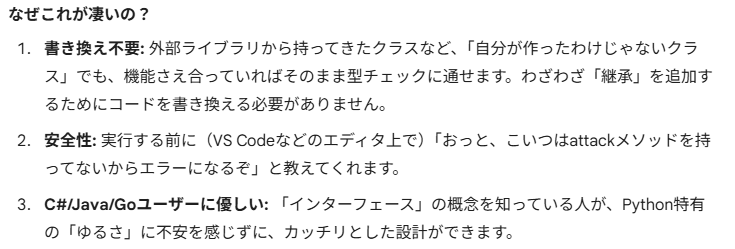 なぜこれが凄いの？
1. 書き換え不要: 外部ライブラリから持ってきたクラスなど、「自分が作ったわけじゃないクラ
ス」でも、機能さえ合っていればそのまま型チェックに通せます。わざわざ「継承」を追加す
るためにコードを書き換える必要がありません。
2. 安全性: 実行する前に（VS Codeなどのエディタ上で）「おっと、こいつはattackメソッドを持
ってないからエラーになるぞ」と教えてくれます。
3. C#/Java/Goユーザーに優しい: 「インターフェース」の概念を知っている人が、Python特有
の「ゆるさ」に不安を感じずに、カッチリとした設計ができます。